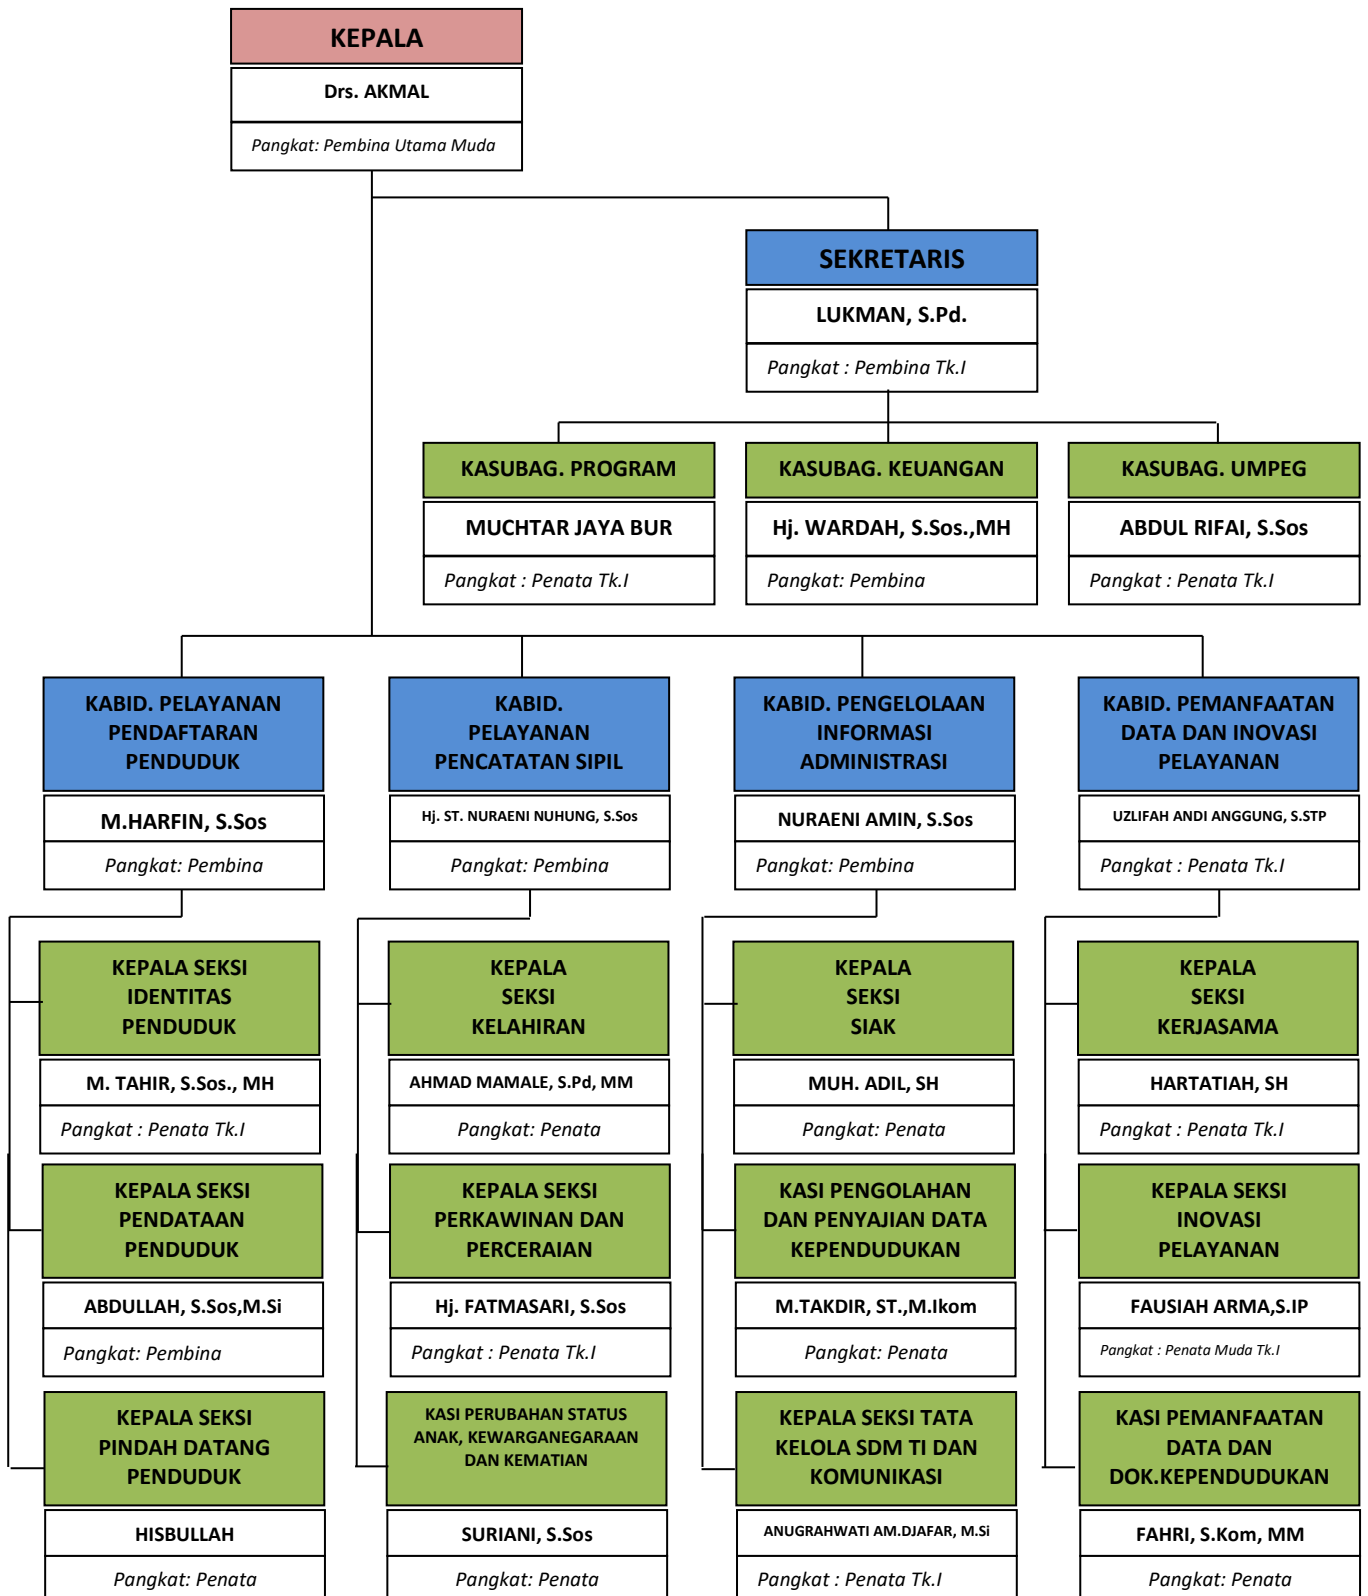 KEPALA
Drs. AKMAL
Pangkat: Pembina Utama Muda
SEKRETARIS
LUKMAN, S.Pd.
Pangkat : Pembina Tk.I
KASUBAG. PROGRAM
MUCHTAR JAYA BUR
Pangkat : Penata Tk.I
KASUBAG. KEUANGAN
Hj. WARDAH, S.Sos.,MH
Pangkat: Pembina
KASUBAG. UMPEG
ABDUL RIFAI, S.Sos
Pangkat : Penata Tk.I
KABID. PELAYANAN
PENDAFTARAN
PENDUDUK
M.HARFIN, S.Sos
Pangkat: Pembina
KABID.
PELAYANAN
PENCATATAN SIPIL
Hj. ST. NURAENI NUHUNG, S.Sos
Pangkat: Pembina
KABID. PENGELOLAAN
INFORMASI
ADMINISTRASI
NURAENI AMIN, S.Sos
Pangkat: Pembina
KABID. PEMANFAATAN
DATA DAN INOVASI
PELAYANAN
UZLIFAH ANDI ANGGUNG, S.STP
Pangkat : Penata Tk.I
KEPALA SEKSI
IDENTITAS
PENDUDUK
M. TAHIR, S.Sos., MH
Pangkat : Penata Tk.I
KEPALA
SEKSI
KELAHIRAN
AHMAD MAMALE, S.Pd, MM
Pangkat: Penata
KEPALA
SEKSI
SIAK
MUH. ADIL, SH
Pangkat: Penata
KEPALA
SEKSI
KERJASAMA
HARTATIAH, SH
Pangkat : Penata Tk.I
KEPALA SEKSI
PENDATAAN
PENDUDUK
ABDULLAH, S.Sos,M.Si
Pangkat: Pembina
KEPALA SEKSI
PERKAWINAN DAN
PERCERAIAN
Hj. FATMASARI, S.Sos
Pangkat : Penata Tk.I
KASI PENGOLAHAN
DAN PENYAJIAN DATA
KEPENDUDUKAN
M.TAKDIR, ST.,M.Ikom
Pangkat: Penata
KEPALA SEKSI
INOVASI
PELAYANAN
FAUSIAH ARMA,S.IP
Pangkat : Penata Muda Tk.I
KEPALA SEKSI
PINDAH DATANG
PENDUDUK
HISBULLAH
Pangkat: Penata
KASI PERUBAHAN STATUS
ANAK, KEWARGANEGARAAN
DAN KEMATIAN
SURIANI, S.Sos
Pangkat: Penata
KEPALA SEKSI TATA
KELOLA SDM TI DAN
KOMUNIKASI
ANUGRAHWATI AM.DJAFAR, M.Si
Pangkat : Penata Tk.I
KASI PEMANFAATAN
DATA DAN
DOK.KEPENDUDUKAN
FAHRI, S.Kom, MM
Pangkat: Penata